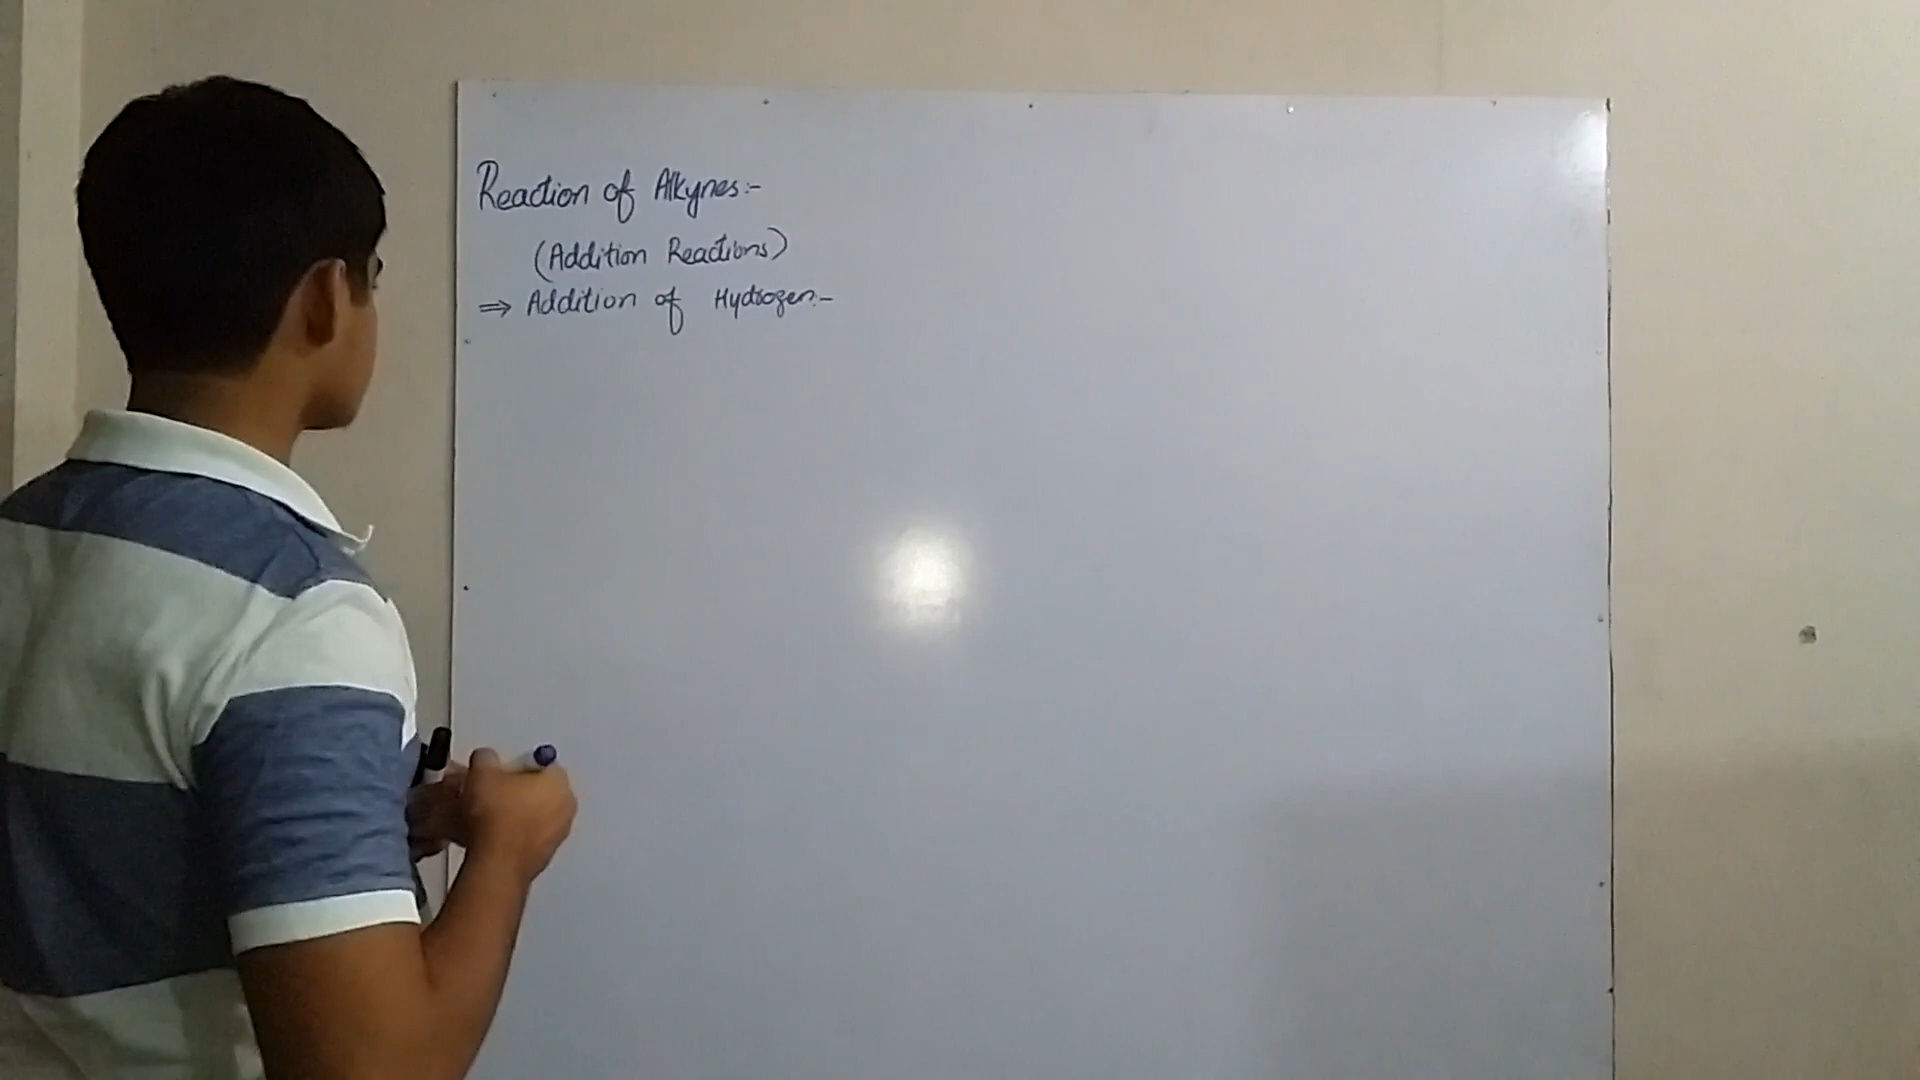 Reaction of Alkynes:-
(Addition Reactions)
⇒ Addition of Hydrogen:-